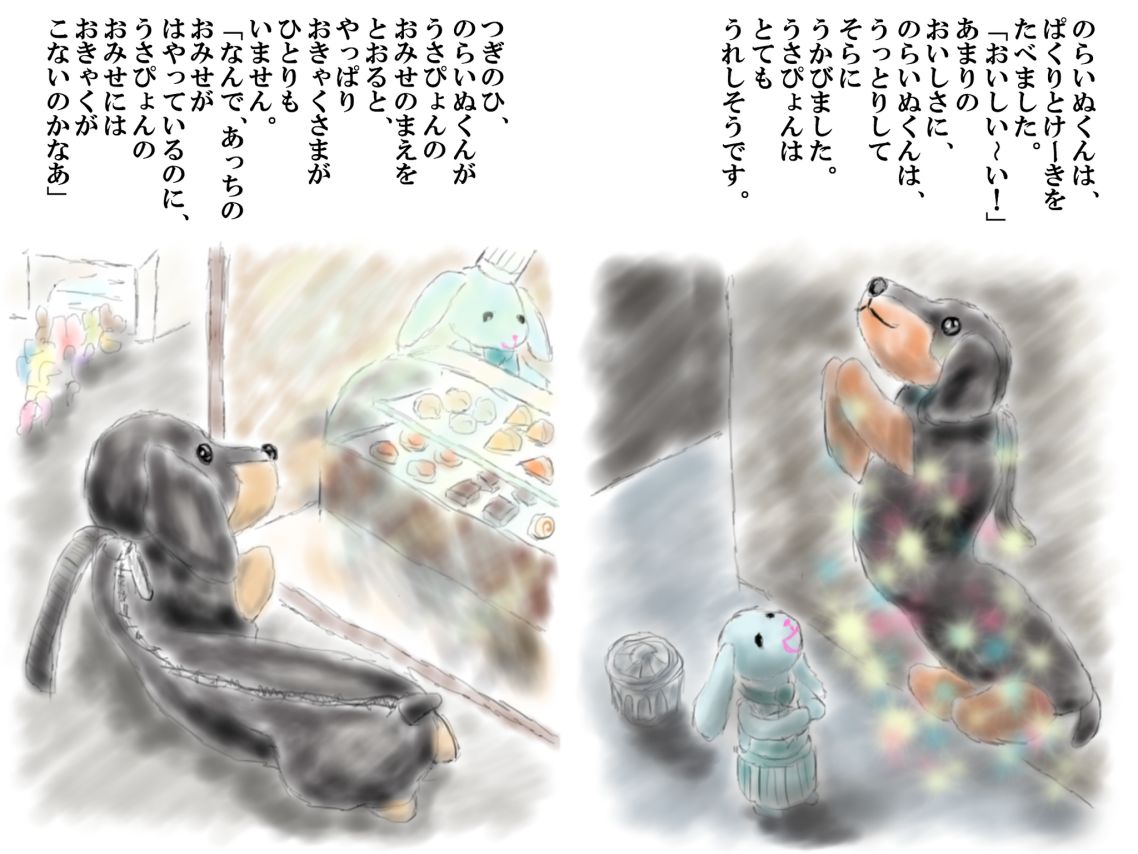 のらいぬくんは、
ぱくりとけーきを
たべました。
「おいしい～い！」
あまりの
おいしさに、
のらいぬくんは、
うっとりして
そらに
うかびました。
うさぴょんは
とても
うれしそうです。
つぎのひ、
のらいぬくんが
うさぴょんの
おみせのまえを
とおると、
やっぱり
おきゃくさまが
ひとりも
いません。
「なんで、あっちの
おみせが
はやっているのに、
うさぴょんの
おみせには
おきゃくが
こないのかなあ」